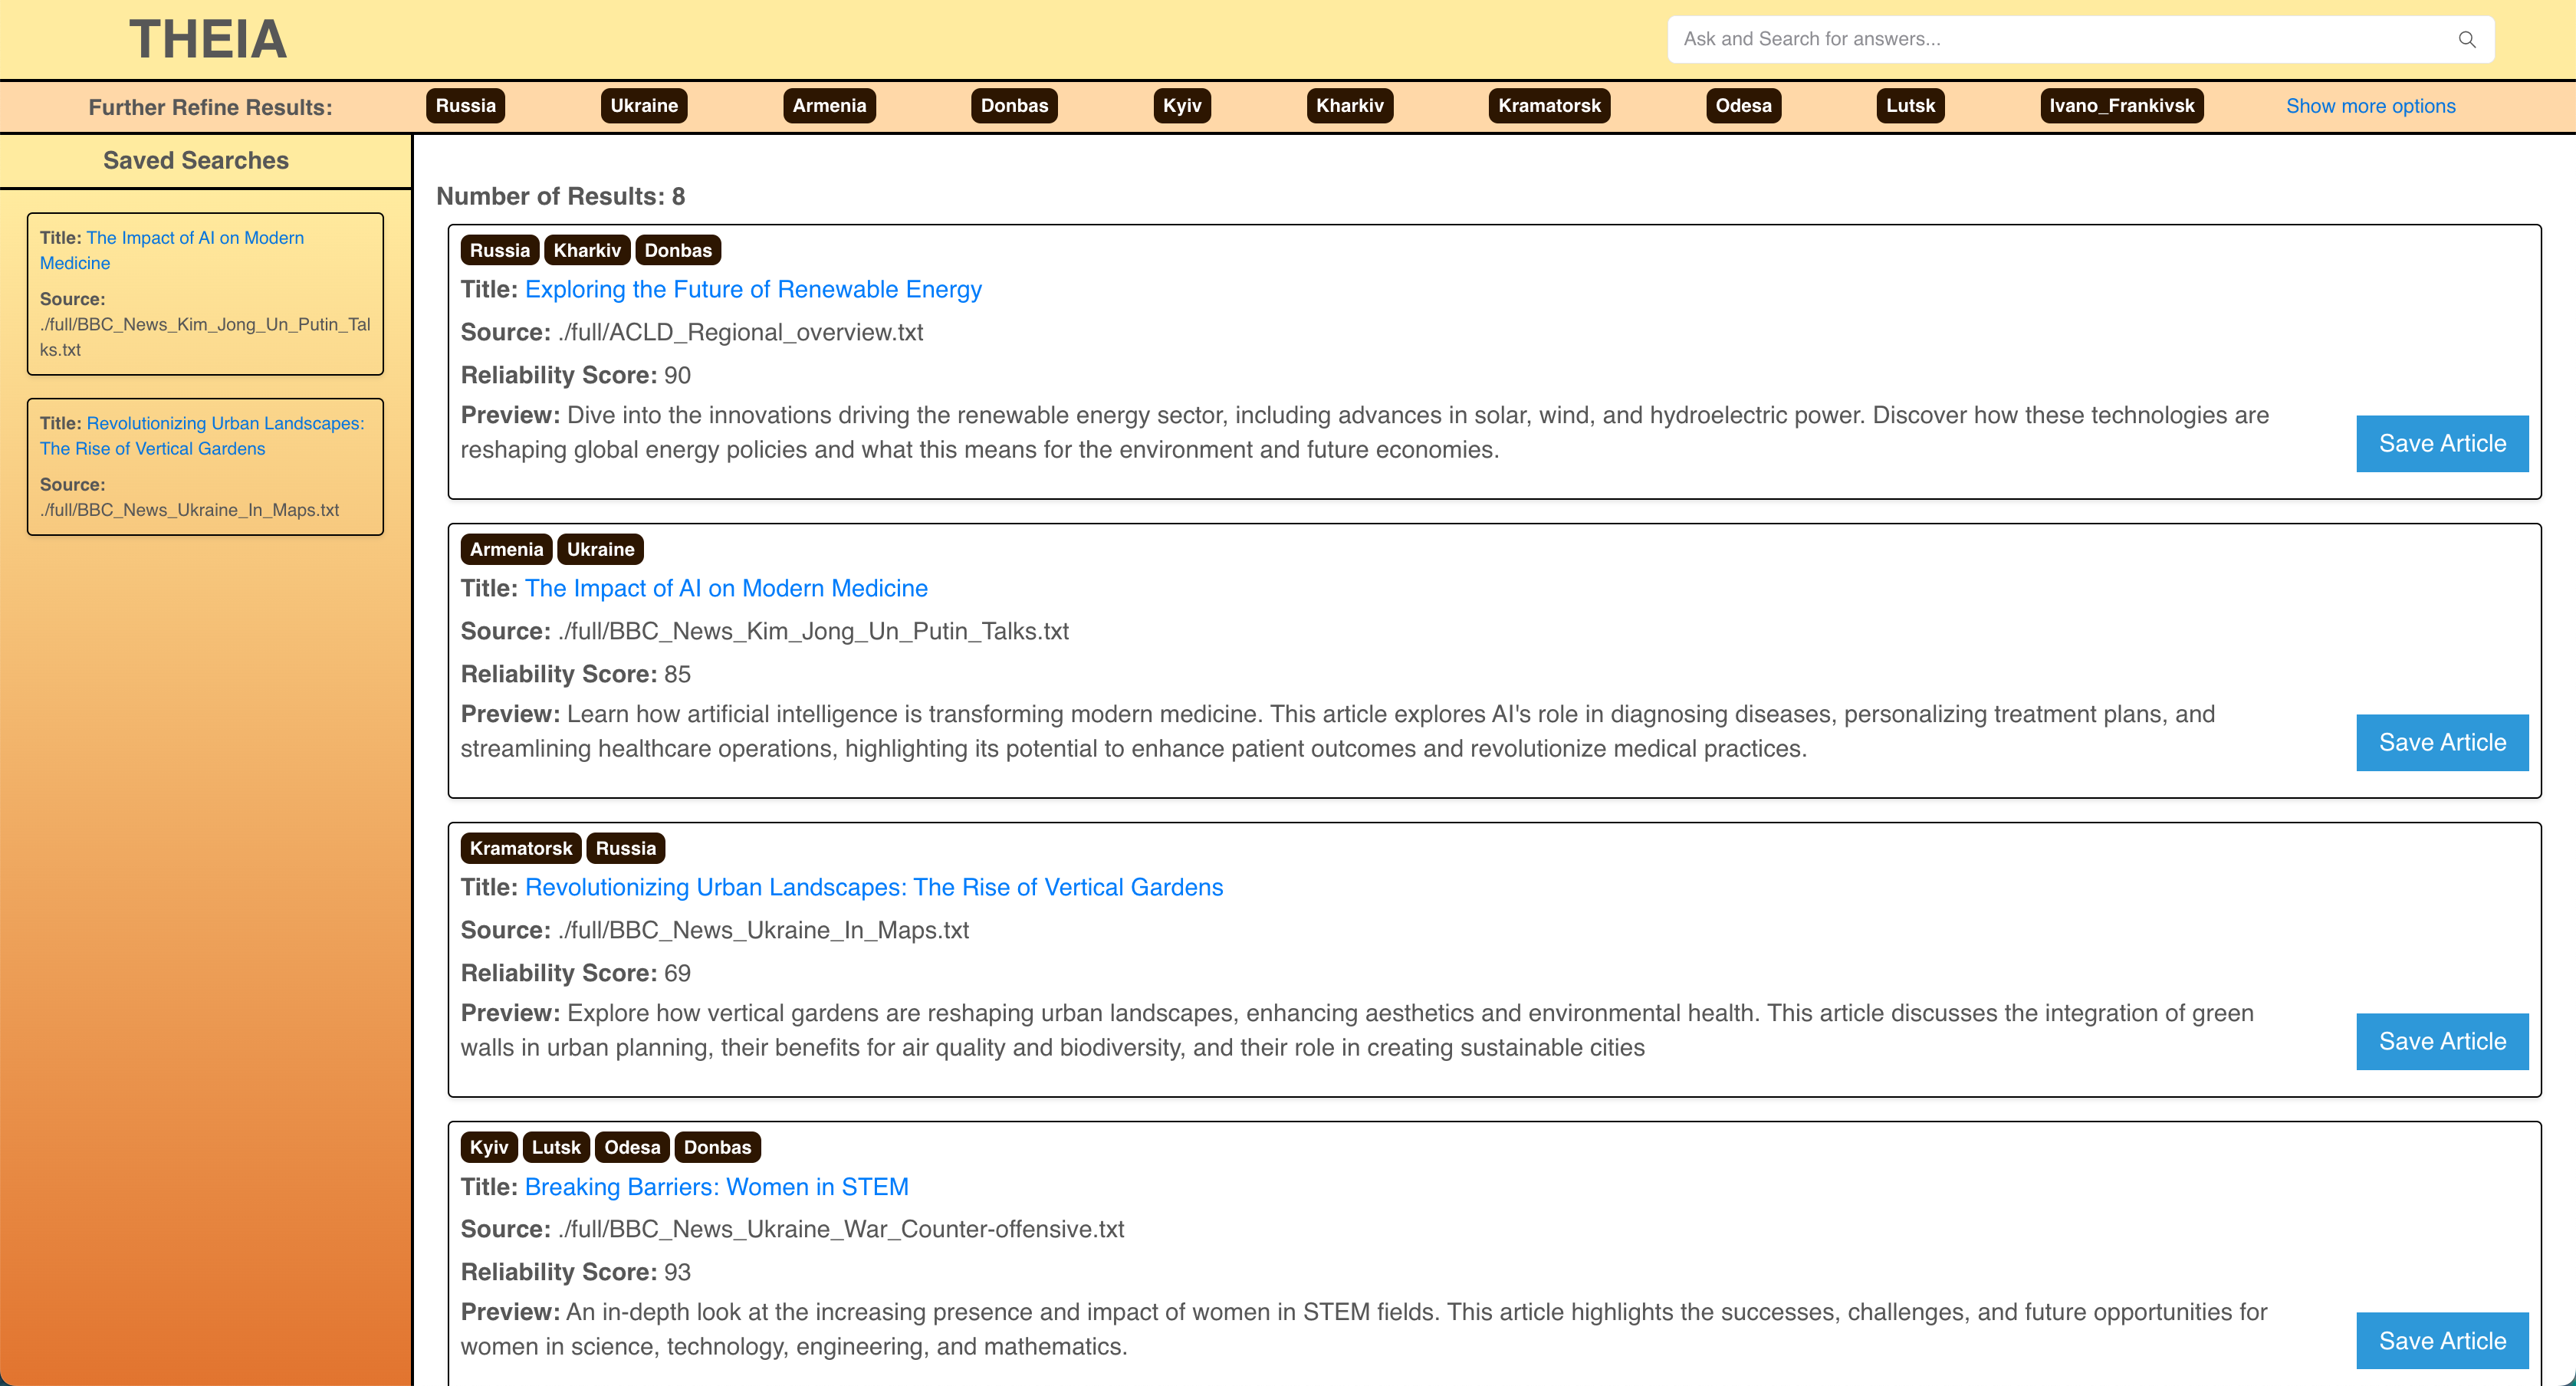 THEIA
Ask and Search for answers...
Further Refine Results:
Russia
Ukraine
Armenia
Donbas
Kyiv
Kharkiv
Kramatorsk
Odesa
Lutsk
Ivano_Frankivsk
Show more options
Saved Searches
Title: The Impact of AI on Modern
Medicine
Source:
./full/BBC_News_Kim_Jong_Un_Putin_Tal
ks.txt
Title: Revolutionizing Urban Landscapes:
The Rise of Vertical Gardens
Source:
./full/BBC_News_Ukraine_In_Maps.txt
Number of Results: 8
Russia Kharkiv Donbas
Title: Exploring the Future of Renewable Energy
Source: ./full/ACLD_Regional_overview.txt
Reliability Score: 90
Preview: Dive into the innovations driving the renewable energy sector, including advances in solar, wind, and hydroelectric power. Discover how these technologies are
reshaping global energy policies and what this means for the environment and future economies.
Save Article
Armenia Ukraine
Title: The Impact of AI on Modern Medicine
Source: ./full/BBC_News_Kim_Jong_Un_Putin_Talks.txt
Reliability Score: 85
Preview: Learn how artificial intelligence is transforming modern medicine. This article explores AI's role in diagnosing diseases, personalizing treatment plans, and
streamlining healthcare operations, highlighting its potential to enhance patient outcomes and revolutionize medical practices.
Save Article
Kramatorsk Russia
Title: Revolutionizing Urban Landscapes: The Rise of Vertical Gardens
Source: ./full/BBC_News_Ukraine_In_Maps.txt
Reliability Score: 69
Preview: Explore how vertical gardens are reshaping urban landscapes, enhancing aesthetics and environmental health. This article discusses the integration of green
walls in urban planning, their benefits for air quality and biodiversity, and their role in creating sustainable cities
Save Article
Kyiv Lutsk Odesa Donbas
Title: Breaking Barriers: Women in STEM
Source: ./full/BBC_News_Ukraine_War_Counter-offensive.txt
Reliability Score: 93
Preview: An in-depth look at the increasing presence and impact of women in STEM fields. This article highlights the successes, challenges, and future opportunities for
women in science, technology, engineering, and mathematics.
Save Article